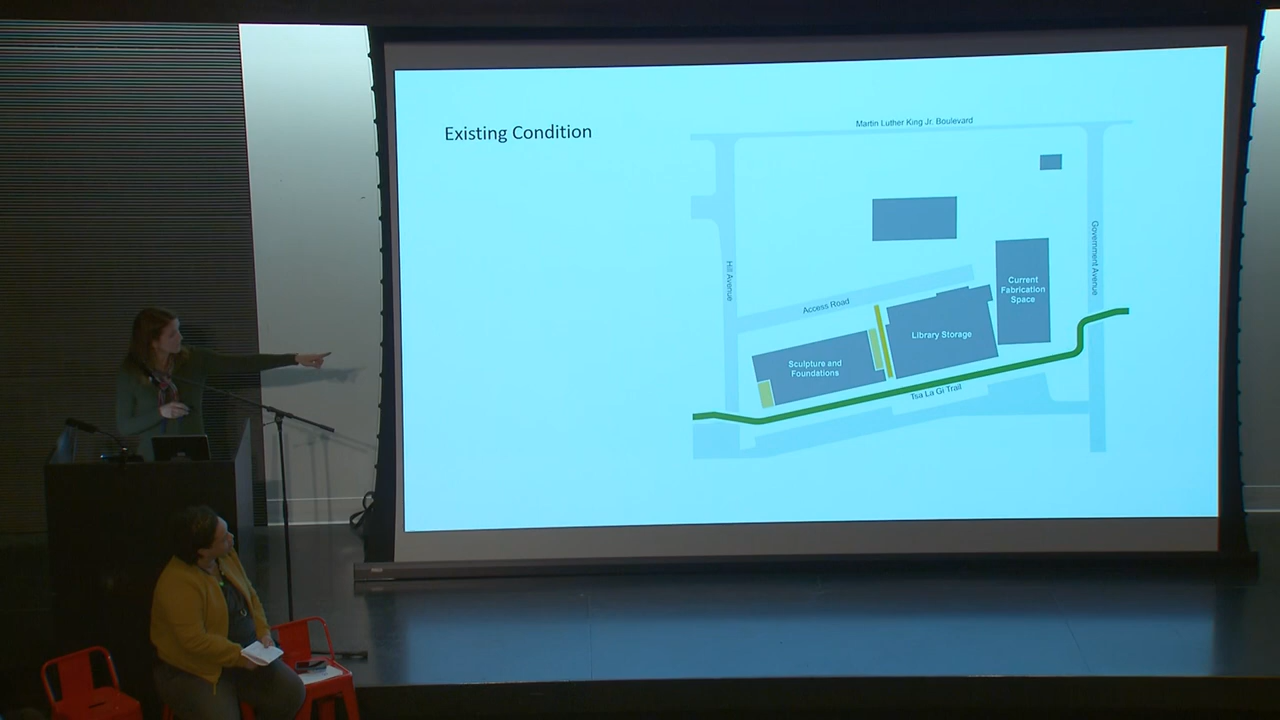 Existing Condition
Martin Luther King Jr. Boulevard
Hill Avenue
Government Avenue
Access Road
Current
Fabrication
Space
Library Storage
Sculpture and
Foundations
Tsa La Gi Trail